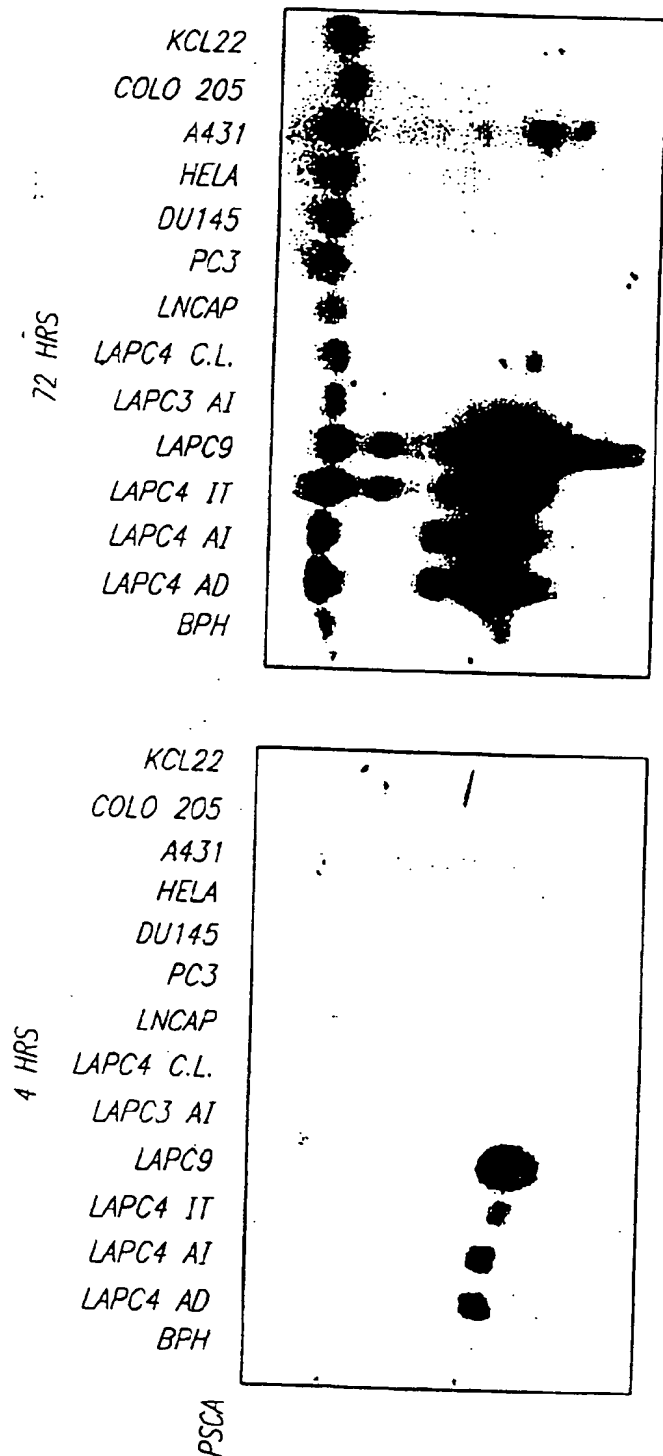 KCL22
COLO 205
A431
HELA
DU145
PC3
LNCAP
LAPC4 C.L.
LAPC3 AI
LAPC9
LAPC4 IT
LAPC4 AI
LAPC4 AD
BPH
72 HRS
KCL22
COLO 205
A431
HELA
DU145
PC3
LNCAP
LAPC4 C.L.
LAPC3 AI
LAPC9
LAPC4 IT
LAPC4 AI
LAPC4 AD
BPH
4 HRS
PSCA